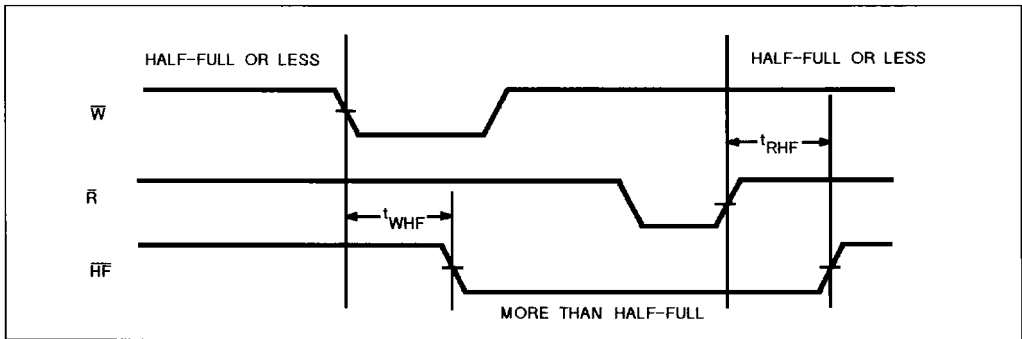 HALF-FULL OR LESS
HALF-FULL OR LESS
W̅
tRHF
R̅
tWHF
H̅F̅
MORE THAN HALF-FULL